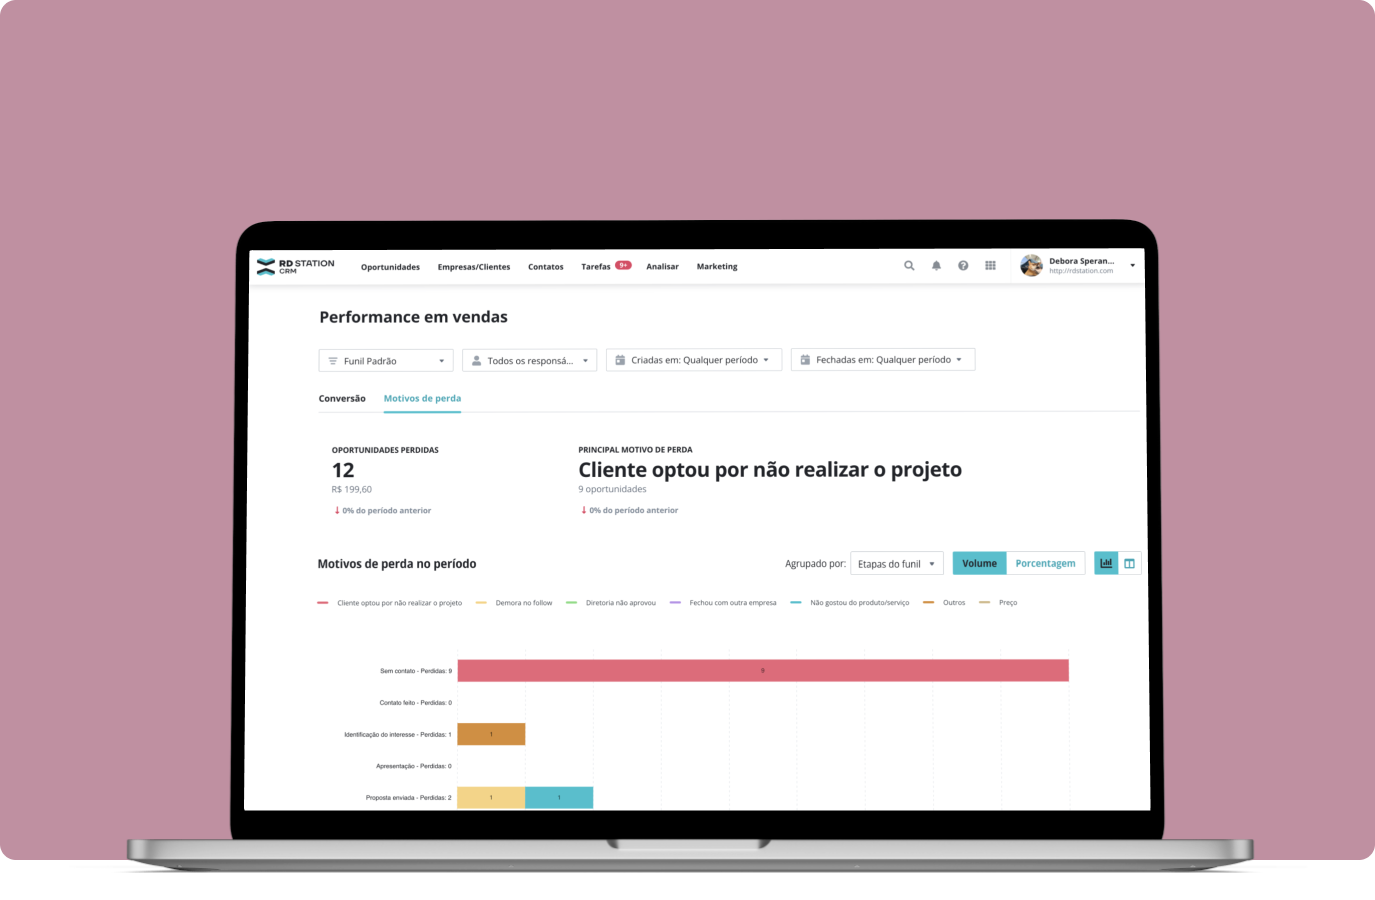 RD STATION
CRM
Oportunidades Empresas/Clientes Contatos Tarefas 9+ Analisar Marketing
Debora Speran...
http://rdstation.com
Performance em vendas
Funil Padrão Todos os responsá... Criadas em: Qualquer período Fechadas em: Qualquer período
Conversão Motivos de perda
OPORTUNIDADES PERDIDAS
12
R$ 199,60
↓ 0% do período anterior
PRINCIPAL MOTIVO DE PERDA
Cliente optou por não realizar o projeto
9 oportunidades
↓ 0% do período anterior
Motivos de perda no período
Agrupado por: Etapas do funil Volume Porcentagem
Cliente optou por não realizar o projeto Demora no follow Diretoria não aprovou Fechou com outra empresa Não gostou do produto/serviço Outros Preço
Sem contato - Perdidas: 9 9
Contato feito - Perdidas: 0
Identificação do interesse - Perdidas: 1 1
Apresentação - Perdidas: 0
Proposta enviada - Perdidas: 2 1 1